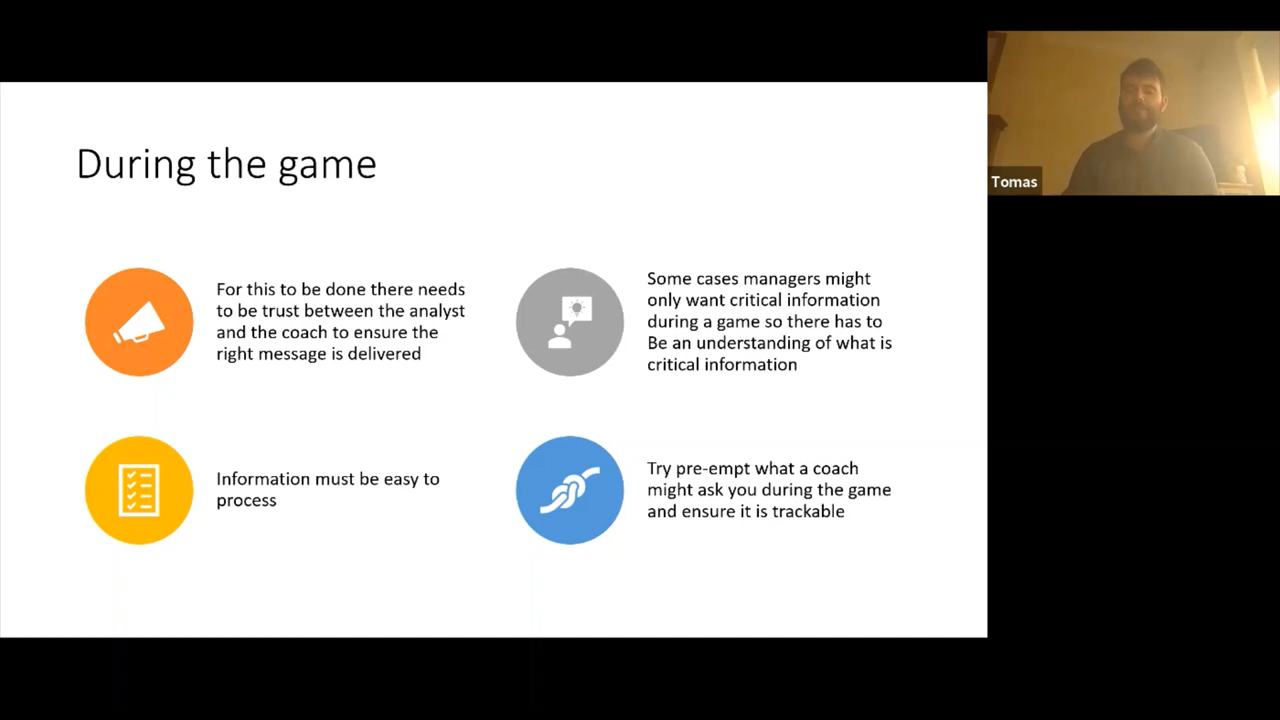 During the game
For this to be done there needs
to be trust between the analyst
and the coach to ensure the
right message is delivered
Some cases managers might
only want critical information
during a game so there has to
Be an understanding of what is
critical information
Information must be easy to
process
Try pre-empt what a coach
might ask you during the game
and ensure it is trackable
Tomas